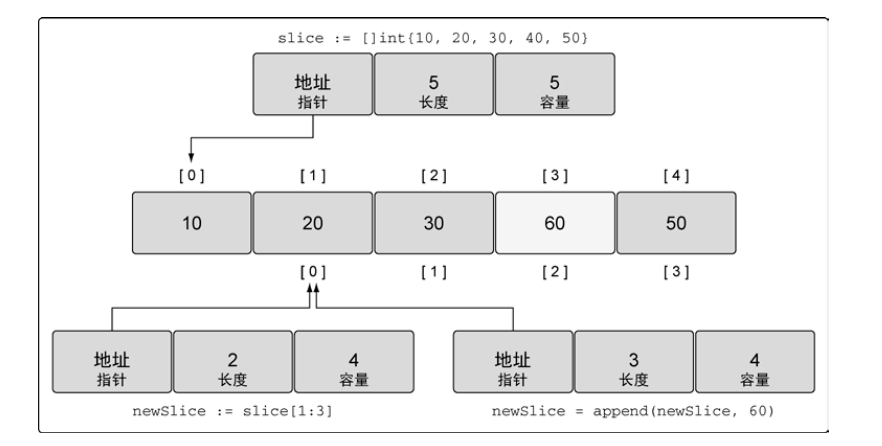 slice := []int{10, 20, 30, 40, 50}
地址 5 5
指针 长度 容量
[0] [1] [2] [3] [4]
10 20 30 60 50
[0] [1] [2] [3]
地址 2 4 地址 3 4
指针 长度 容量 指针 长度 容量
newSlice := slice[1:3] newSlice = append(newSlice, 60)